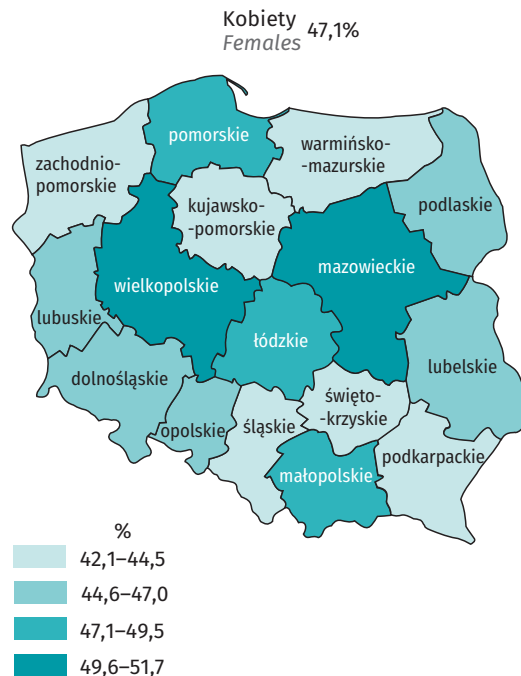 Kobiety 47,1%
Females
pomorskie
warmińsko-
-mazurskie
zachodnio-
pomorskie
kujawsko-
-pomorskie
podlaskie
wielkopolskie
mazowieckie
lubuskie
łódzkie
dolnośląskie
lubelskie
święto-
-krzyskie
opolskie
śląskie
podkarpackie
małopolskie
%
42,1–44,5
44,6–47,0
47,1–49,5
49,6–51,7